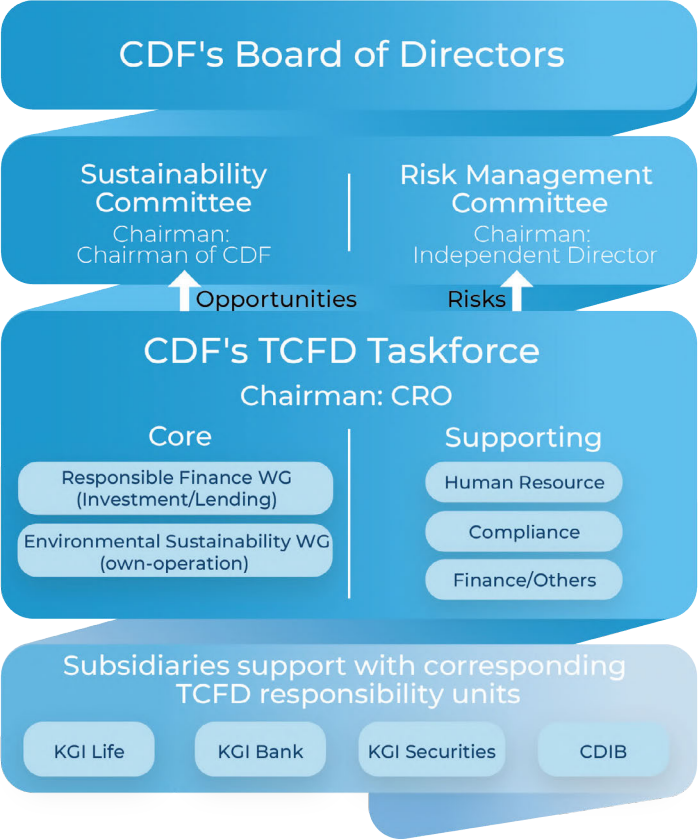 CDF's Board of Directors
Sustainability
Committee
Chairman:
Chairman of CDF
Risk Management
Committee
Chairman:
Independent Director
Opportunities
Risks
CDF's TCFD Taskforce
Chairman: CRO
Core
Responsible Finance WG
(Investment/Lending)
Environmental Sustainability WG
(own-operation)
Supporting
Human Resource
Compliance
Finance/Others
Subsidiaries support with corresponding
TCFD responsibility units
KGI Life
KGI Bank
KGI Securities
CDIB